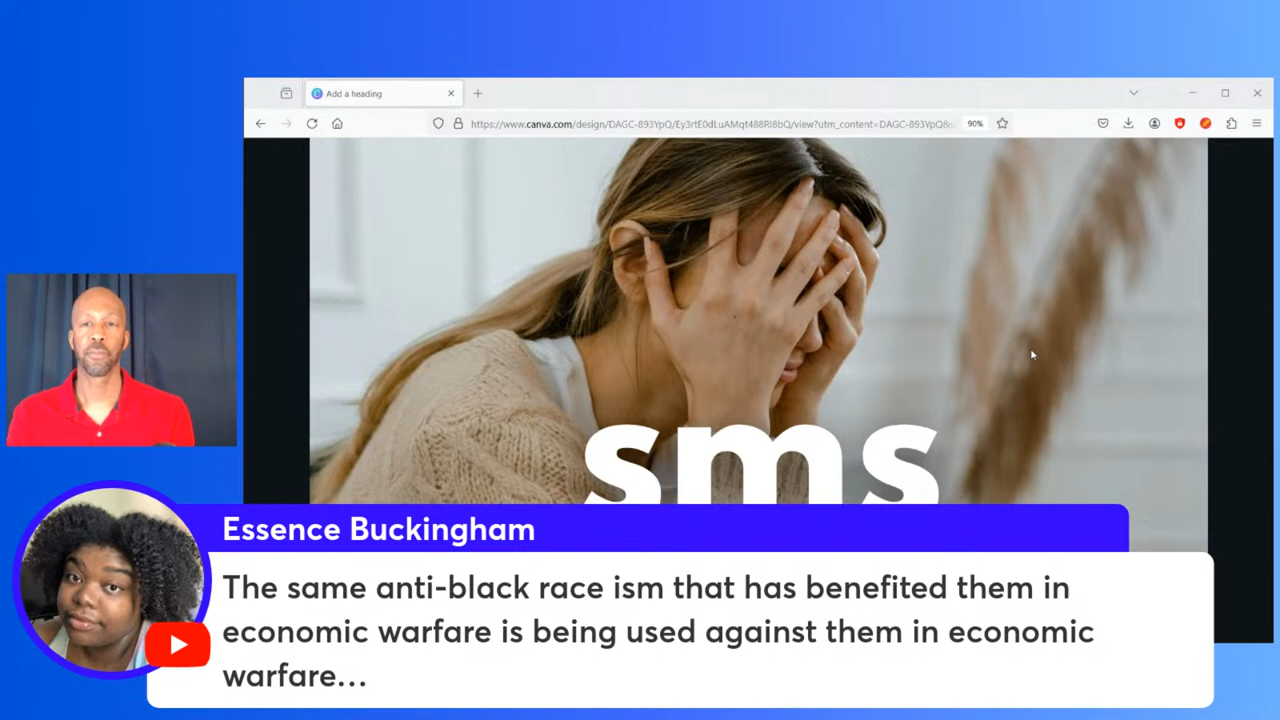 Add a heading
https://www.canva.com/design/DAGC-893YpQ/Ey3rtE0dLuAMqt488Rl8bQ/view?utm_content=DAGC-893YpQ&
90%
sms
Essence Buckingham
The same anti-black race ism that has benefited them in
economic warfare is being used against them in economic
warfare…